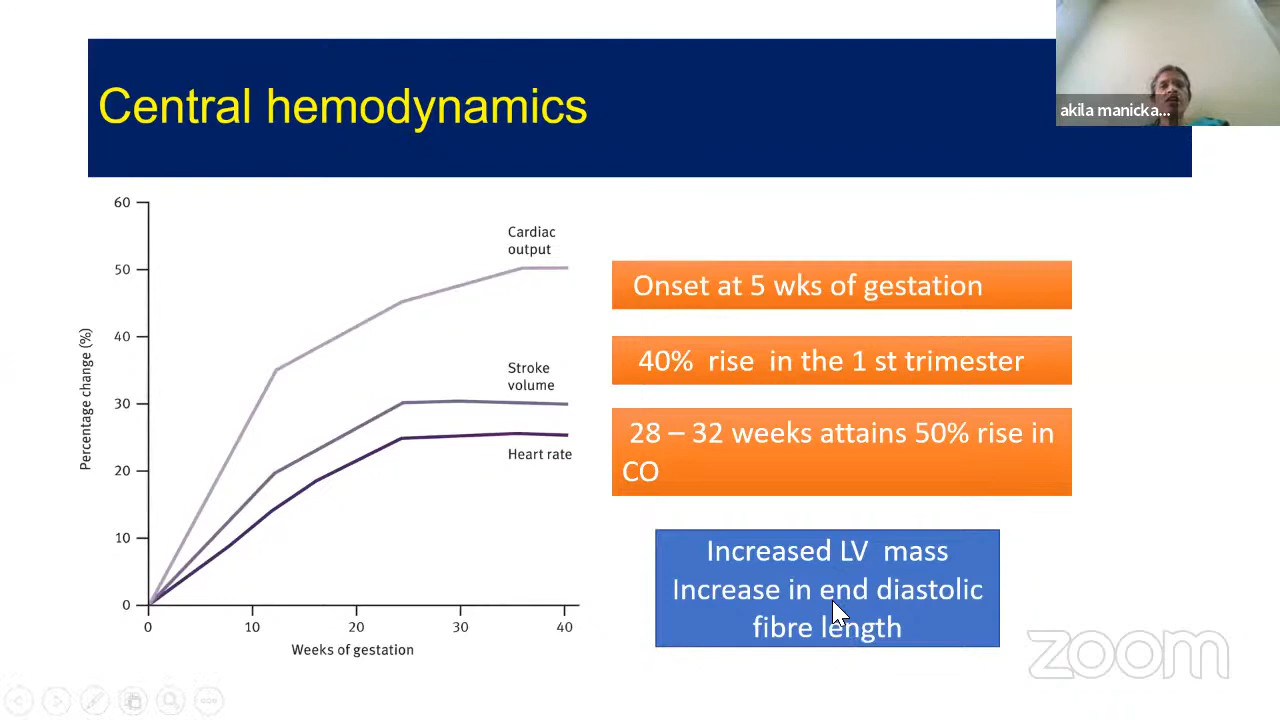 Central hemodynamics
akila manicka...
60
50
40
30
20
10
0
Percentage change (%)
Cardiac
output
Stroke
volume
Heart rate
0 10 20 30 40
Weeks of gestation
Onset at 5 wks of gestation
40% rise in the 1 st trimester
28 – 32 weeks attains 50% rise in
CO
Increased LV mass
Increase in end diastolic
fibre length
zoom